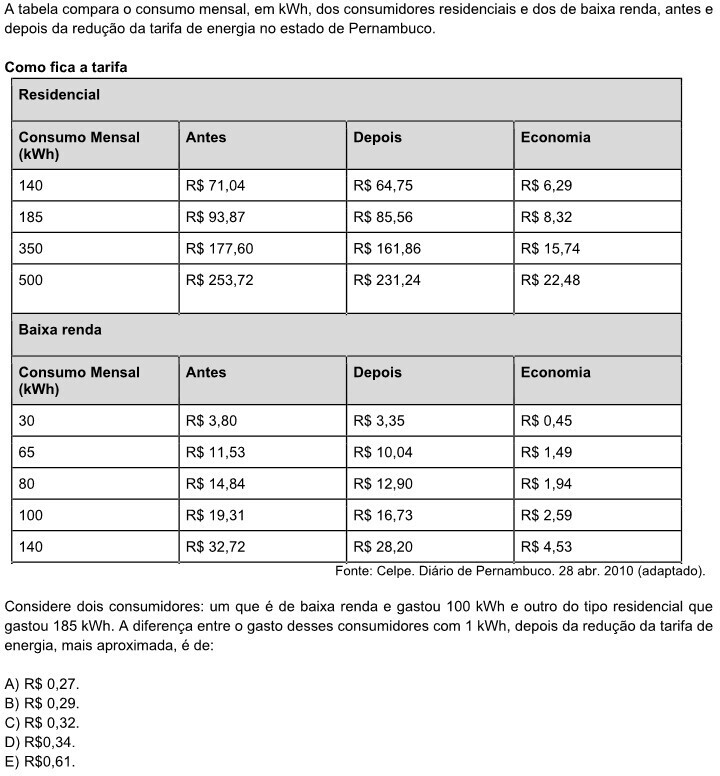 A tabela compara o consumo mensal, em kWh, dos consumidores residenciais e dos de baixa renda, antes e
depois da redução da tarifa de energia no estado de Pernambuco.
Como fica a tarifa
Residencial
Consumo Mensal (kWh) Antes Depois Economia
140 R$ 71,04 R$ 64,75 R$ 6,29
185 R$ 93,87 R$ 85,56 R$ 8,32
350 R$ 177,60 R$ 161,86 R$ 15,74
500 R$ 253,72 R$ 231,24 R$ 22,48
Baixa renda
Consumo Mensal (kWh) Antes Depois Economia
30 R$ 3,80 R$ 3,35 R$ 0,45
65 R$ 11,53 R$ 10,04 R$ 1,49
80 R$ 14,84 R$ 12,90 R$ 1,94
100 R$ 19,31 R$ 16,73 R$ 2,59
140 R$ 32,72 R$ 28,20 R$ 4,53
Fonte: Celpe. Diário de Pernambuco. 28 abr. 2010 (adaptado).
Considere dois consumidores: um que é de baixa renda e gastou 100 kWh e outro do tipo residencial que
gastou 185 kWh. A diferença entre o gasto desses consumidores com 1 kWh, depois da redução da tarifa de
energia, mais aproximada, é de:
A) R$ 0,27.
B) R$ 0,29.
C) R$ 0,32.
D) R$0,34.
E) R$0,61.